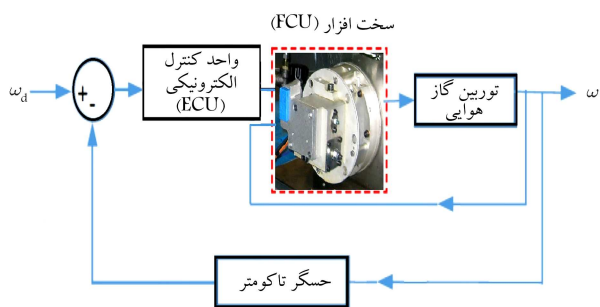 سخت افزار (FCU)
واحد کنترل
الکترونیکی
(ECU)
ω_d
+
-
توربین گاز
هوایی
ω
حسگر تاکومتر